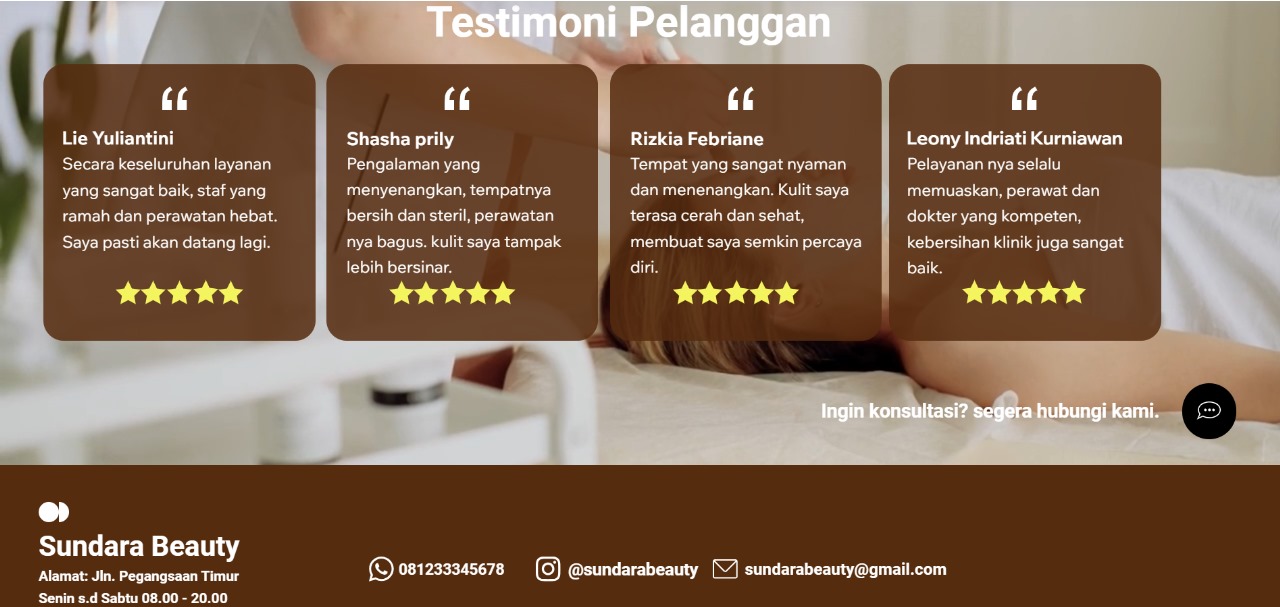 Testimoni Pelanggan
Lie Yuliantini
Secara keseluruhan layanan
yang sangat baik, staf yang
ramah dan perawatan hebat.
Saya pasti akan datang lagi.
Shasha prily
Pengalaman yang
menyenangkan, tempatnya
bersih dan steril, perawatan
nya bagus. kulit saya tampak
lebih bersinar.
Rizkia Febriane
Tempat yang sangat nyaman
dan menenangkan. Kulit saya
terasa cerah dan sehat,
membuat saya semkin percaya
diri.
Leony Indriati Kurniawan
Pelayanan nya selalu
memuaskan, perawat dan
dokter yang kompeten,
kebersihan klinik juga sangat
baik.
Ingin konsultasi? segera hubungi kami.
Sundara Beauty
Alamat: Jln. Pegangsaan Timur
Senin s.d Sabtu 08.00 - 20.00
081233345678
@sundarabeauty
sundarabeauty@gmail.com